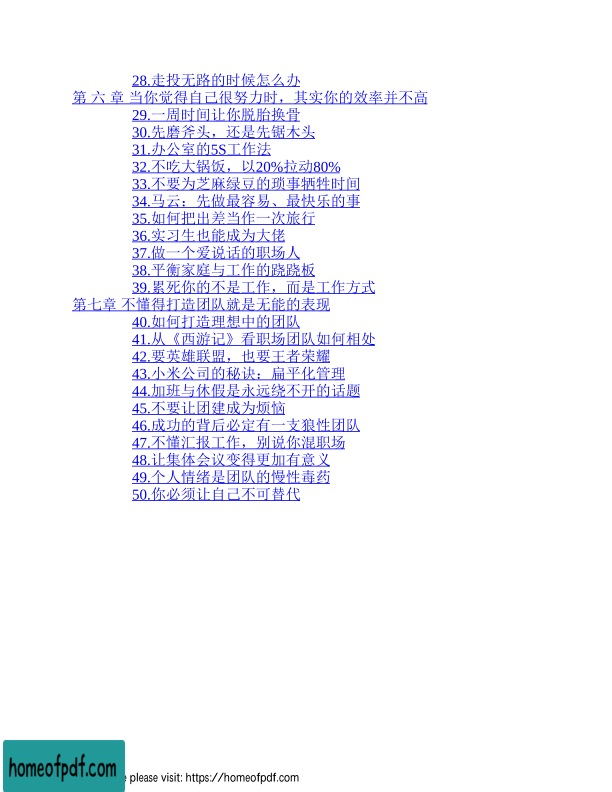 28.走投无路的时候怎么办
第 六 章 当你觉得自己很努力时，其实你的效率并不高
29.一周时间让你脱胎换骨
30.先磨斧头，还是先锯木头
31.办公室的5S工作法
32.不吃大锅饭，以20%拉动80%
33.不要为芝麻绿豆的琐事牺牲时间
34.马云：先做最容易、最快乐的事
35.如何把出差当作一次旅行
36.实习生也能成为大佬
37.做一个爱说话的职场人
38.平衡家庭与工作的跷跷板
39.累死你的不是工作，而是工作方式
第七章 不懂得打造团队就是无能的表现
40.如何打造理想中的团队
41.从《西游记》看职场团队如何相处
42.要英雄联盟，也要王者荣耀
43.小米公司的秘诀：扁平化管理
44.加班与休假是永远绕不开的话题
45.不要让团建成为烦恼
46.成功的背后必定有一支狼性团队
47.不懂汇报工作，别说你混职场
48.让集体会议变得更加有意义
49.个人情绪是团队的慢性毒药
50.你必须让自己不可替代
homeofpdf.com
e please visit: https://homeofpdf.com